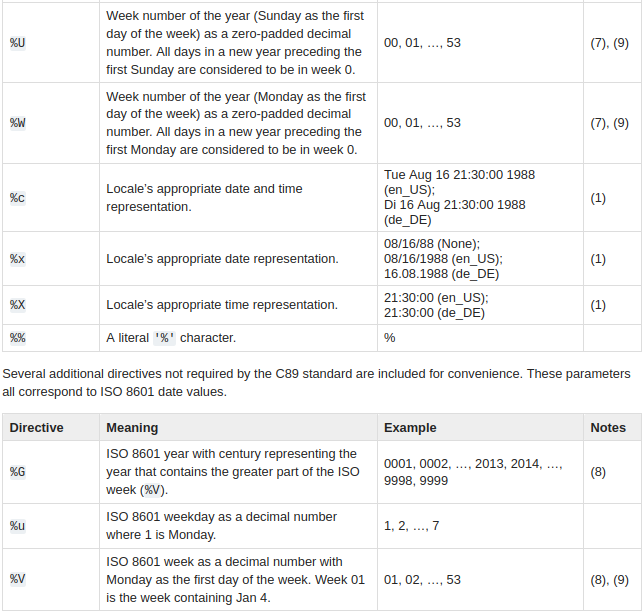 %U
Week number of the year (Sunday as the first
day of the week) as a zero-padded decimal
number. All days in a new year preceding the
first Sunday are considered to be in week 0.
00, 01, …, 53
(7), (9)
%W
Week number of the year (Monday as the first
day of the week) as a zero-padded decimal
number. All days in a new year preceding the
first Monday are considered to be in week 0.
00, 01, …, 53
(7), (9)
%c
Locale’s appropriate date and time
representation.
Tue Aug 16 21:30:00 1988
(en_US);
Di 16 Aug 21:30:00 1988
(de_DE)
(1)
%x
Locale’s appropriate date representation.
08/16/88 (None);
08/16/1988 (en_US);
16.08.1988 (de_DE)
(1)
%X
Locale’s appropriate time representation.
21:30:00 (en_US);
21:30:00 (de_DE)
(1)
%%
A literal '%' character.
%
Several additional directives not required by the C89 standard are included for convenience. These parameters
all correspond to ISO 8601 date values.
Directive
Meaning
Example
Notes
%G
ISO 8601 year with century representing the
year that contains the greater part of the ISO
week (%V).
0001, 0002, …, 2013, 2014, …,
9998, 9999
(8)
%u
ISO 8601 weekday as a decimal number
where 1 is Monday.
1, 2, …, 7
%V
ISO 8601 week as a decimal number with
Monday as the first day of the week. Week 01
is the week containing Jan 4.
01, 02, …, 53
(8), (9)